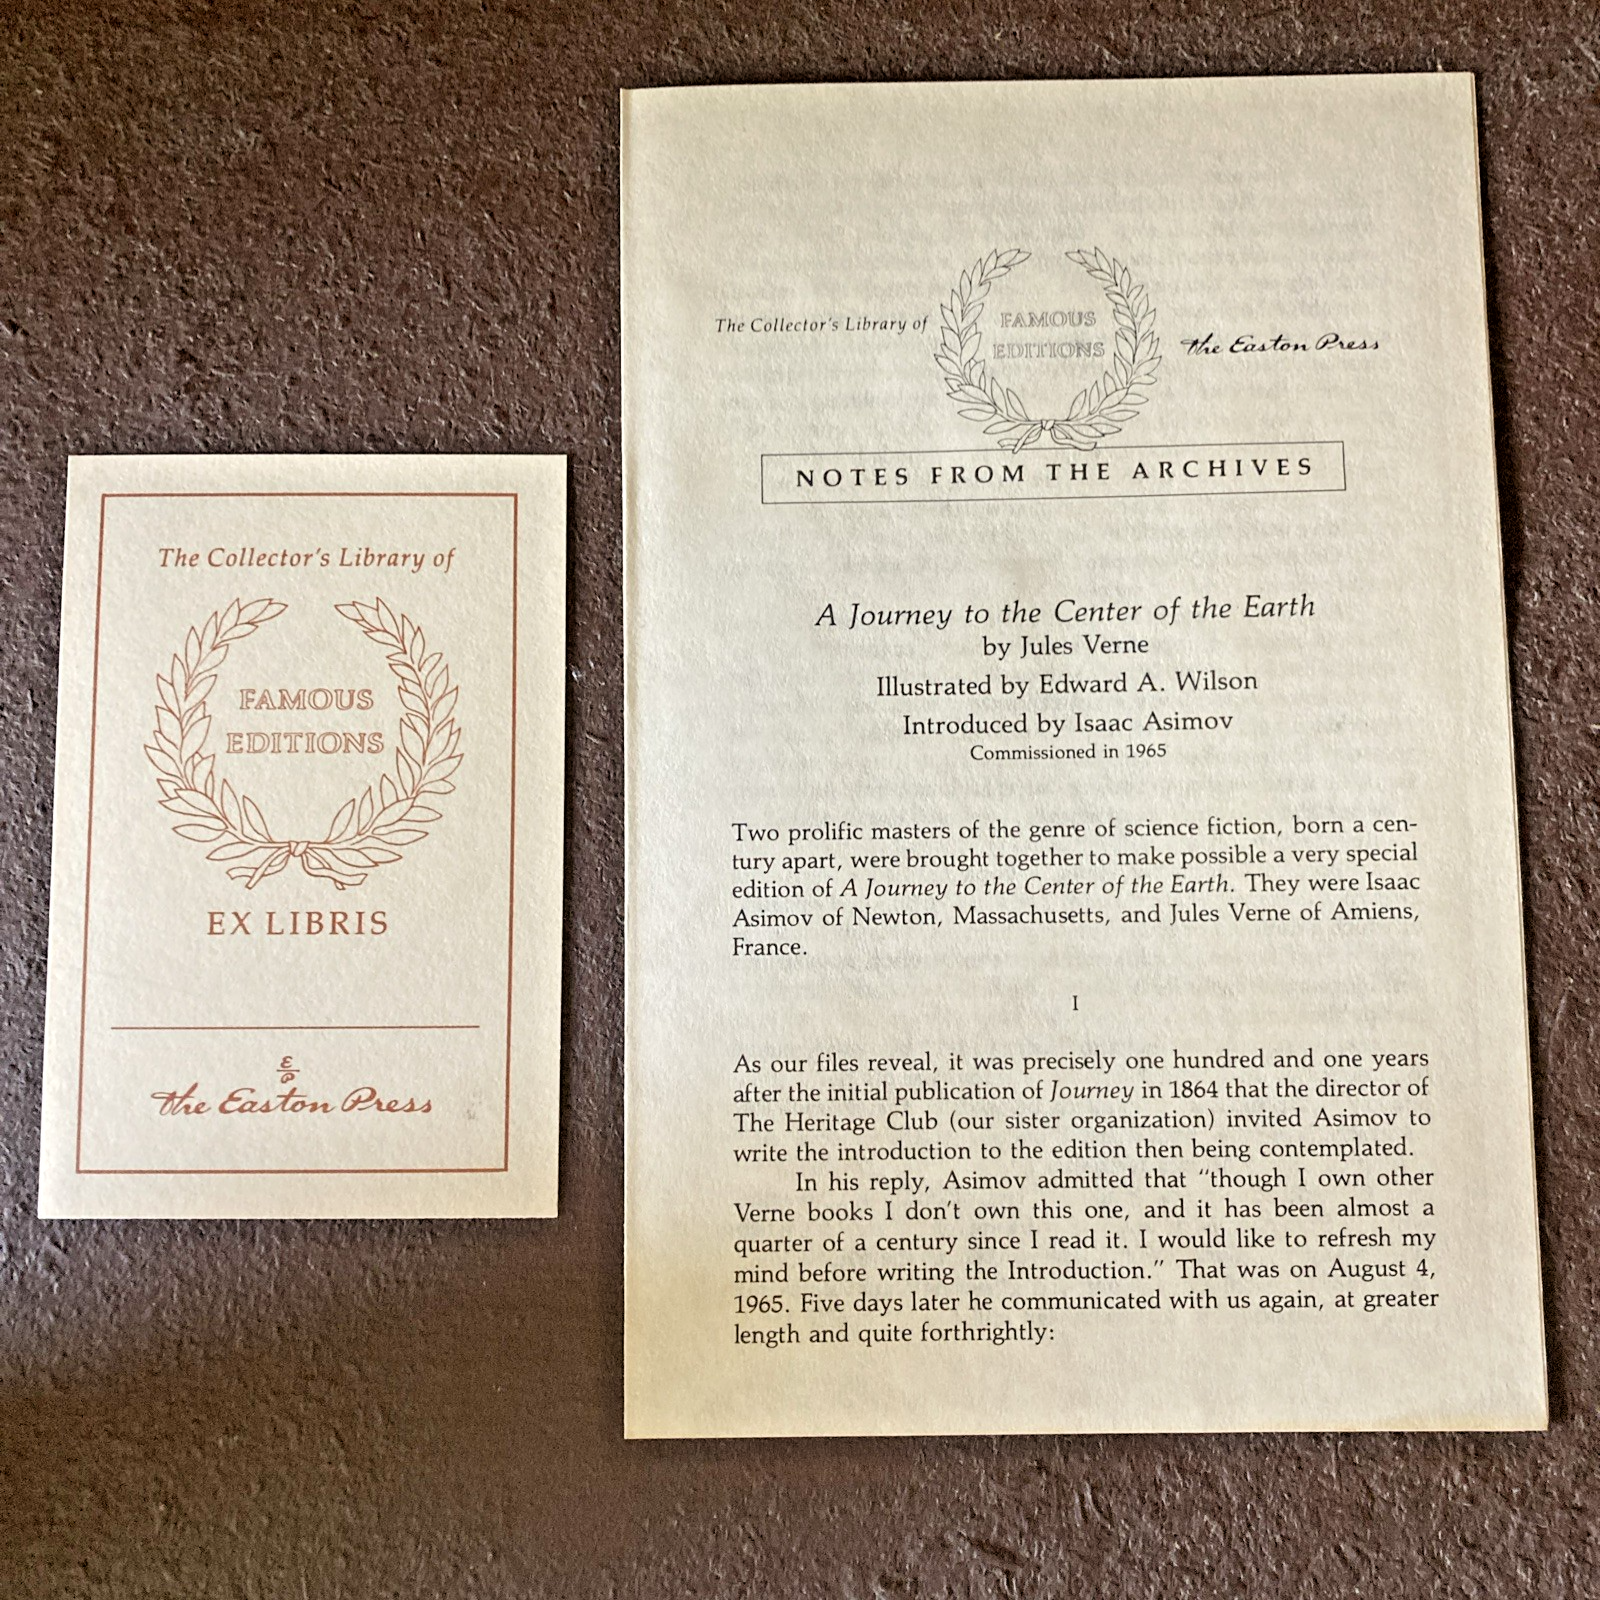 The Collector's Library of
FAMOUS
EDITIONS
EX LIBRIS
E
P
the Easton Press
The Collector's Library of
FAMOUS
EDITIONS
the Easton Press
NOTES FROM THE ARCHIVES
A Journey to the Center of the Earth
by Jules Verne
Illustrated by Edward A. Wilson
Introduced by Isaac Asimov
Commissioned in 1965
Two prolific masters of the genre of science fiction, born a cen-
tury apart, were brought together to make possible a very special
edition of A Journey to the Center of the Earth. They were Isaac
Asimov of Newton, Massachusetts, and Jules Verne of Amiens,
France.
I
As our files reveal, it was precisely one hundred and one years
after the initial publication of Journey in 1864 that the director of
The Heritage Club (our sister organization) invited Asimov to
write the introduction to the edition then being contemplated.
In his reply, Asimov admitted that "though I own other
Verne books I don't own this one, and it has been almost a
quarter of a century since I read it. I would like to refresh my
mind before writing the Introduction." That was on August 4,
1965. Five days later he communicated with us again, at greater
length and quite forthrightly: